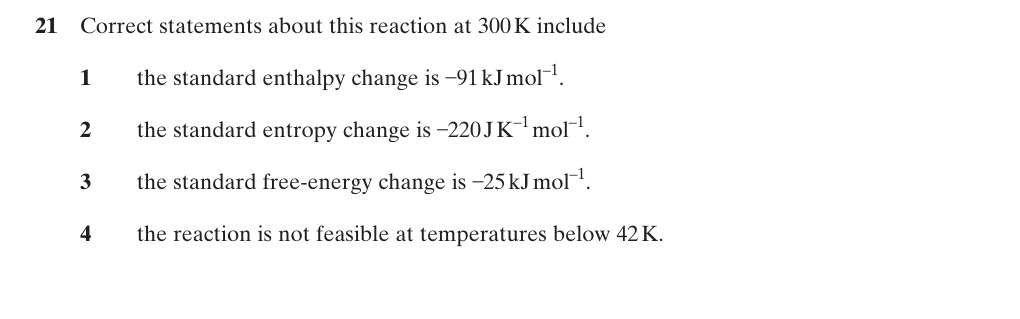 21 Correct statements about this reaction at 300 K include
1 the standard enthalpy change is −91 kJ mol⁻¹.
2 the standard entropy change is −220 J K⁻¹ mol⁻¹.
3 the standard free-energy change is −25 kJ mol⁻¹.
4 the reaction is not feasible at temperatures below 42 K.